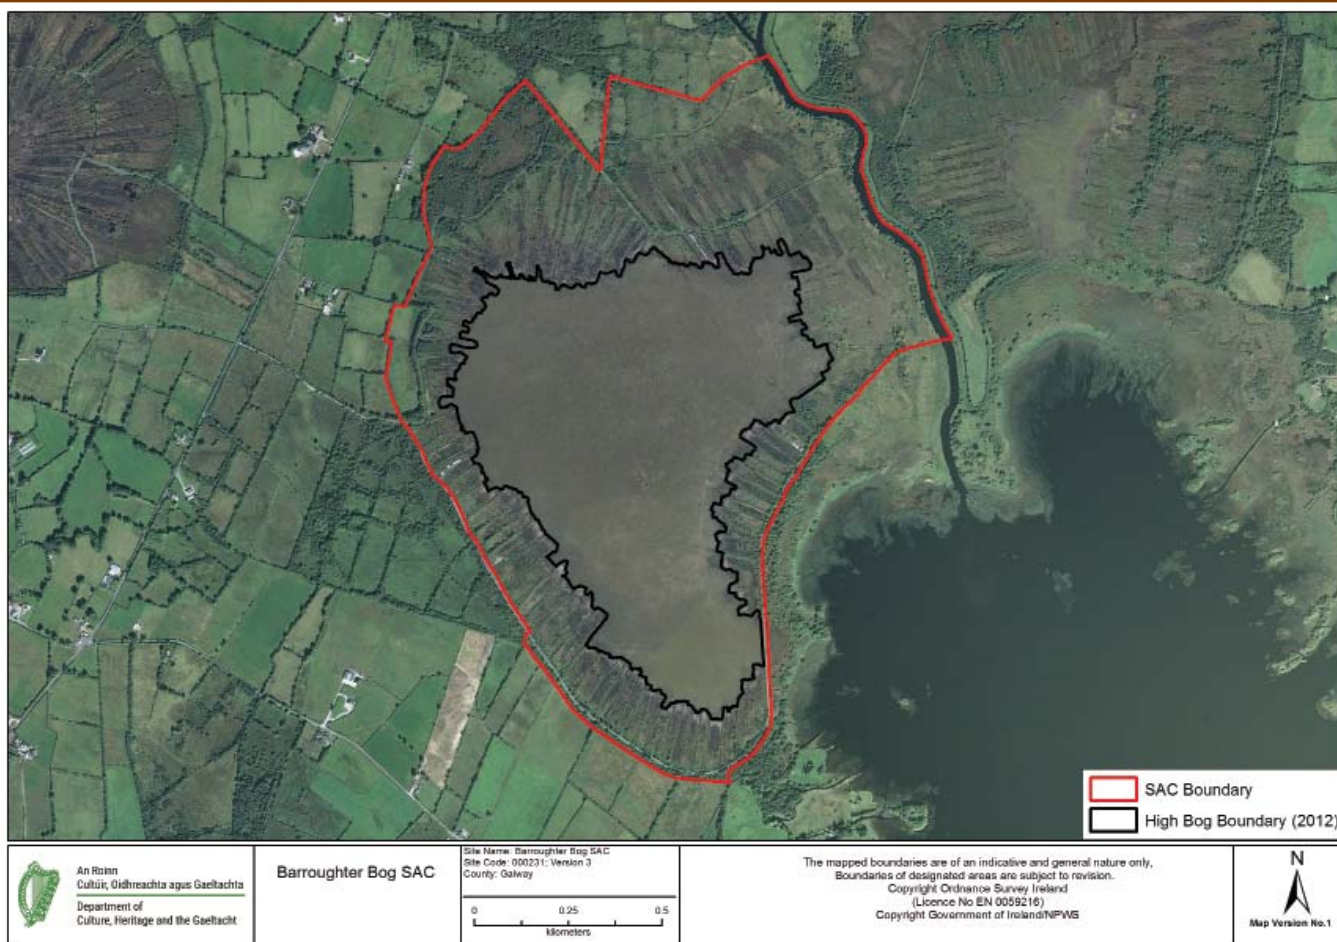 SAC Boundary
High Bog Boundary (2012)
An Roinn
Cultúir, Oidhreachta agus Gaeltachta
Department of
Culture, Heritage and the Gaeltacht
Barroughter Bog SAC
Site Name: Barroughter Bog SAC
Site Code: 000231; Version 3
County: Galway
0 0.25 0.5
kilometers
The mapped boundaries are of an indicative and general nature only,
Boundaries of designated areas are subject to revision.
Copyright Ordnance Survey Ireland
(Licence No EN 0059216)
Copyright Government of Ireland/NPWS
N
Map Version No.1